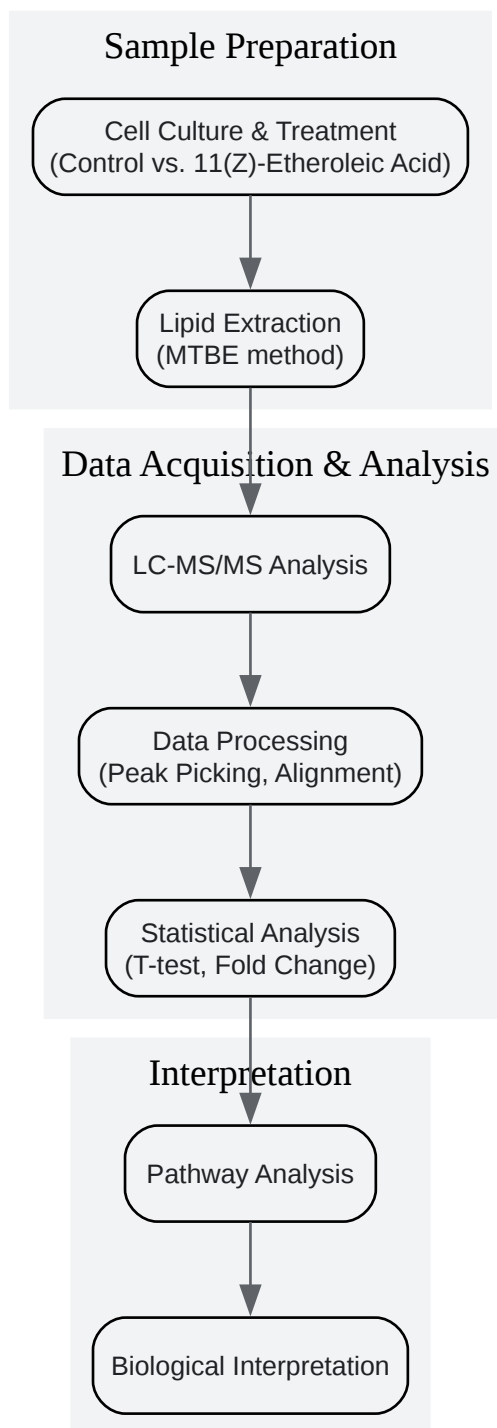 Sample Preparation
Cell Culture & Treatment
(Control vs. 11(Z)-Etheroleic Acid)
Lipid Extraction
(MTBE method)
Data Acquisition & Analysis
LC-MS/MS Analysis
Data Processing
(Peak Picking, Alignment)
Statistical Analysis
(T-test, Fold Change)
Interpretation
Pathway Analysis
Biological Interpretation